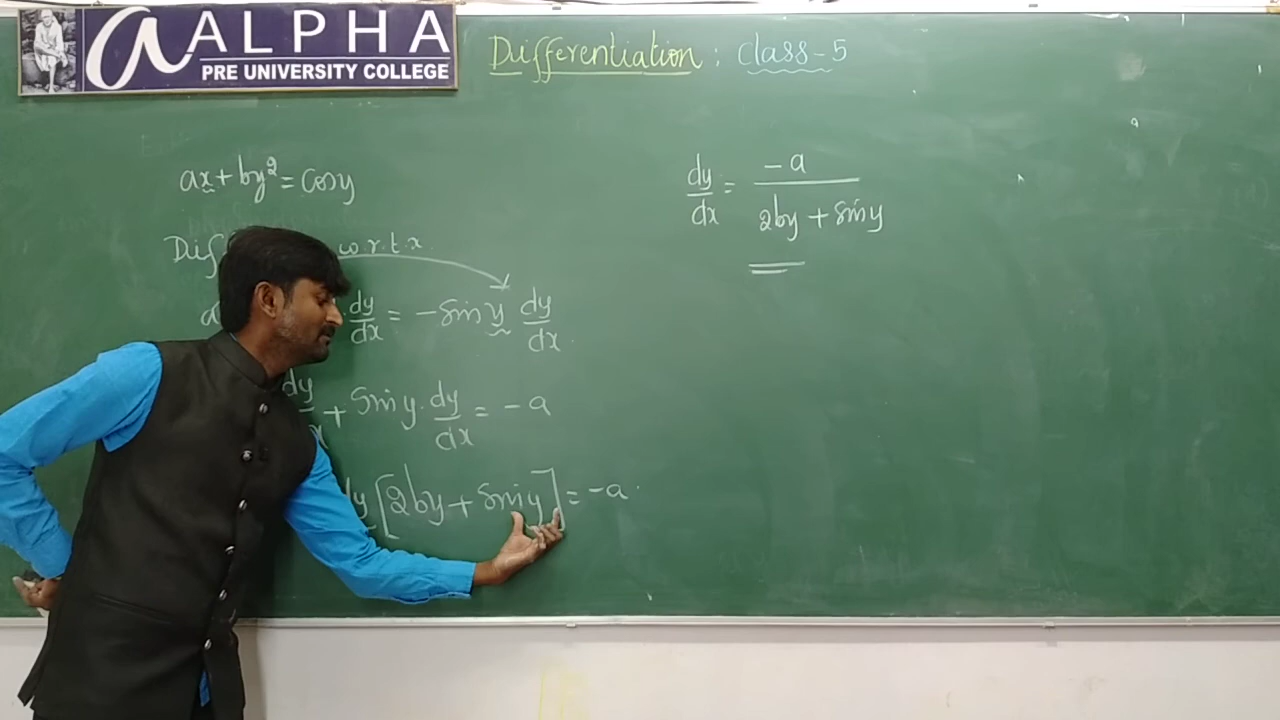 ALPHA
PRE UNIVERSITY COLLEGE
Differentiation : Class-5
ax + by² = cosy
w.r.t.x.
dy/dx = -siny dy/dx
+ siny. dy/dx = -a
[2by + siny] = -a
dy/dx = -a/(2by + siny)